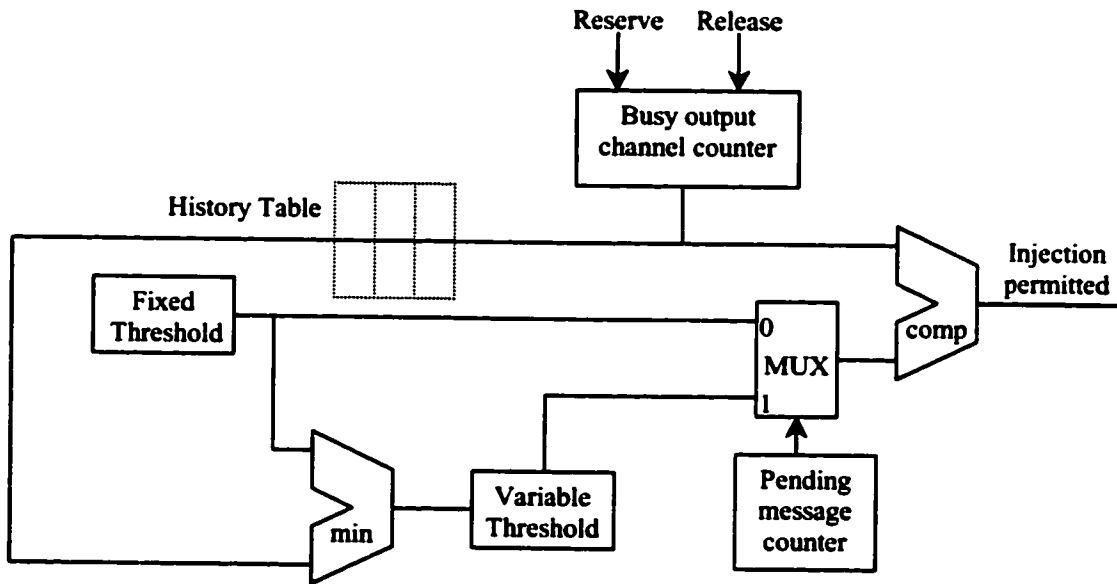 Reserve Release
Busy output
channel counter
History Table
Injection
permitted
Fixed
Threshold
0
MUX
1
comp
min
Variable
Threshold
Pending
message
counter